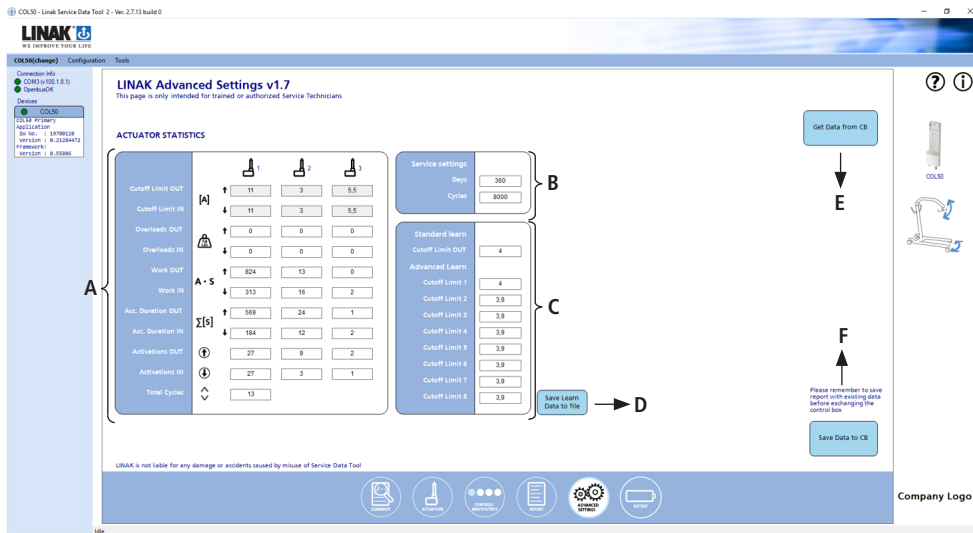 COL50 - Linak Service Data Tool 2 - Ver. 2.7.13 build 0
LINAK
WE IMPROVE YOUR LIFE
COL50(change) Configuration Tools
Connection Info
COM3 (v100.1.0.1)
OpenbusOK
Devices
COL50
COL50 Primary
Application
SW No. : 19700120
Version : 0.21284472
Framework:
Version : 0.55806
LINAK Advanced Settings v1.7
This page is only intended for trained or authorized Service Technicians
ACTUATOR STATISTICS
1 2 3
Cutoff Limit OUT [A] 11 3 5,5
Cutoff Limit IN 11 3 5,5
Overloads OUT 0 0 0
Overloads IN 0 0 0
Work OUT A · S 824 13 0
Work IN 313 16 2
Acc. Duration OUT ∑[S] 569 24 1
Acc. Duration IN 184 12 2
Activations OUT 27 9 2
Activations IN 27 3 1
Total Cycles 13
A
Service settings
Days 360
Cycles 8000
B
Standard learn
Cutoff Limit OUT 4
Advanced Learn
Cutoff Limit 1 4
Cutoff Limit 2 3,9
Cutoff Limit 3 3,9
Cutoff Limit 4 3,9
Cutoff Limit 5 3,9
Cutoff Limit 6 3,9
Cutoff Limit 7 3,9
Cutoff Limit 8 3,9
C
Save Learn
Data to file
D
Get Data from CB
E
F
Please remember to save
report with existing data
before exchanging the
control box
Save Data to CB
COL50
LINAK is not liable for any damage or accidents caused by misuse of Service Data Tool
SUMMARY
ACTUATORS
CONTROLS
INPUT/OUTPUT
REPORT
ADVANCED
SETTINGS
BATTERY
Company Logo
Idle